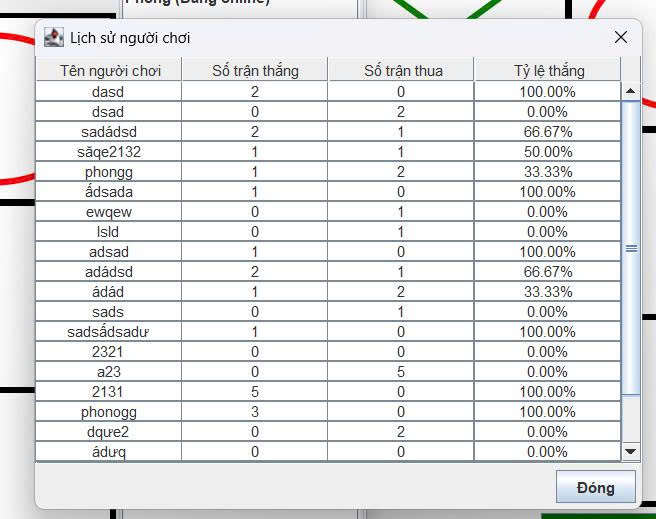 Phong (Đang online)
Lịch sử người chơi
Tên người chơi Số trận thắng Số trận thua Tỷ lệ thắng
dasd 2 0 100.00%
dsad 0 2 0.00%
sadádsd 2 1 66.67%
săqe2132 1 1 50.00%
phongg 1 2 33.33%
ấdsada 1 0 100.00%
ewqew 0 1 0.00%
lsld 0 1 0.00%
adsad 1 0 100.00%
adádsd 2 1 66.67%
ádád 1 2 33.33%
sads 0 1 0.00%
sadsấdsadư 1 0 100.00%
2321 0 0 0.00%
a23 0 5 0.00%
2131 5 0 100.00%
phonogg 3 0 100.00%
dqưe2 0 2 0.00%
ádưq 0 0 0.00%
Đóng